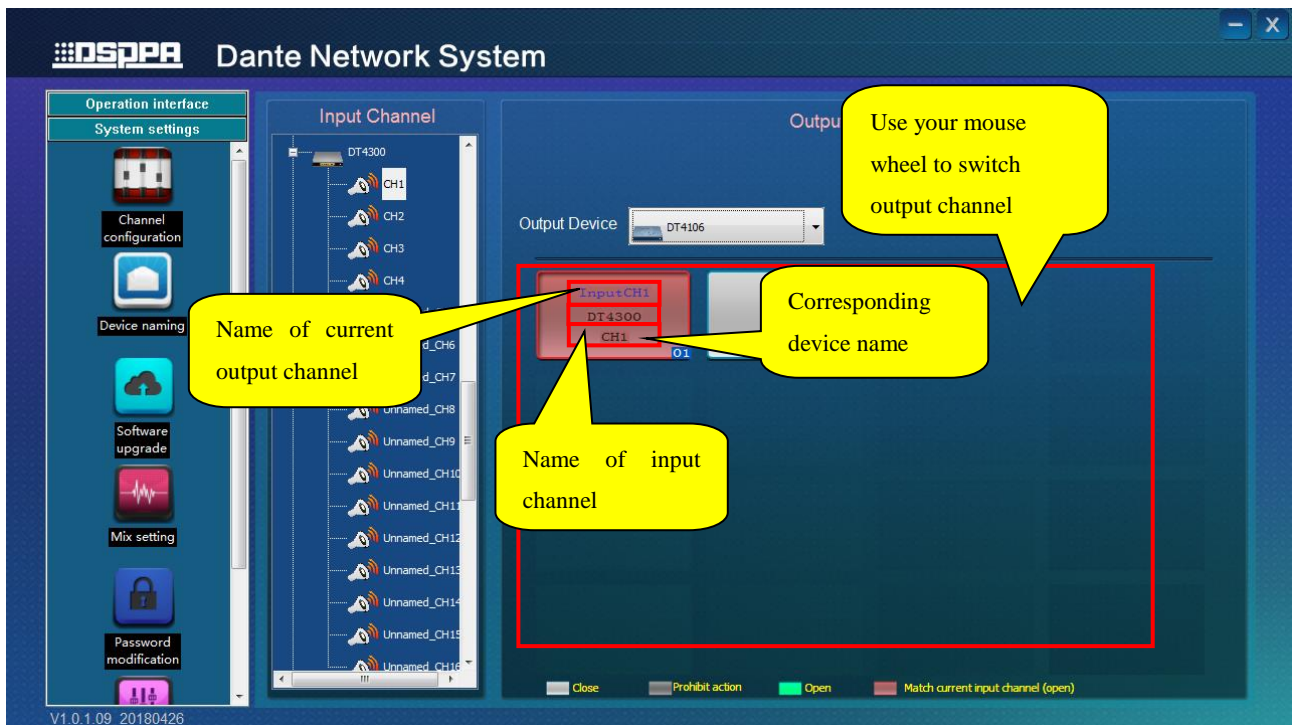 DSPPA Dante Network System
Operation interface
System settings
Channel
configuration
Device naming
Software
upgrade
Mix setting
Password
modification
V1.0.1.09 20180426
Input Channel
DT4300
CH1
CH2
CH3
CH4
d_CH6
d_CH7
Unnamed_CH8
Unnamed_CH9
Unnamed_CH10
Unnamed_CH11
Unnamed_CH12
Unnamed_CH13
Unnamed_CH14
Unnamed_CH15
Unnamed_CH16
Outpu
Output Device DT4106
InputCH1
DT4300
CH1
01
Use your mouse
wheel to switch
output channel
Name of current
output channel
Corresponding
device name
Name of input
channel
Close Prohibit action Open Match current input channel (open)